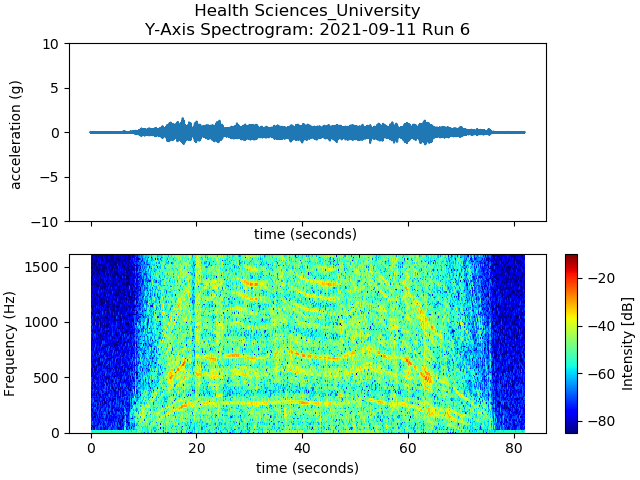 Health Sciences_University
Y-Axis Spectrogram: 2021-09-11 Run 6
10
5
0
−5
−10
acceleration (g)
time (seconds)
1500
1000
500
0
Frequency (Hz)
0
20
40
60
80
time (seconds)
−20
−40
−60
−80
Intensity [dB]